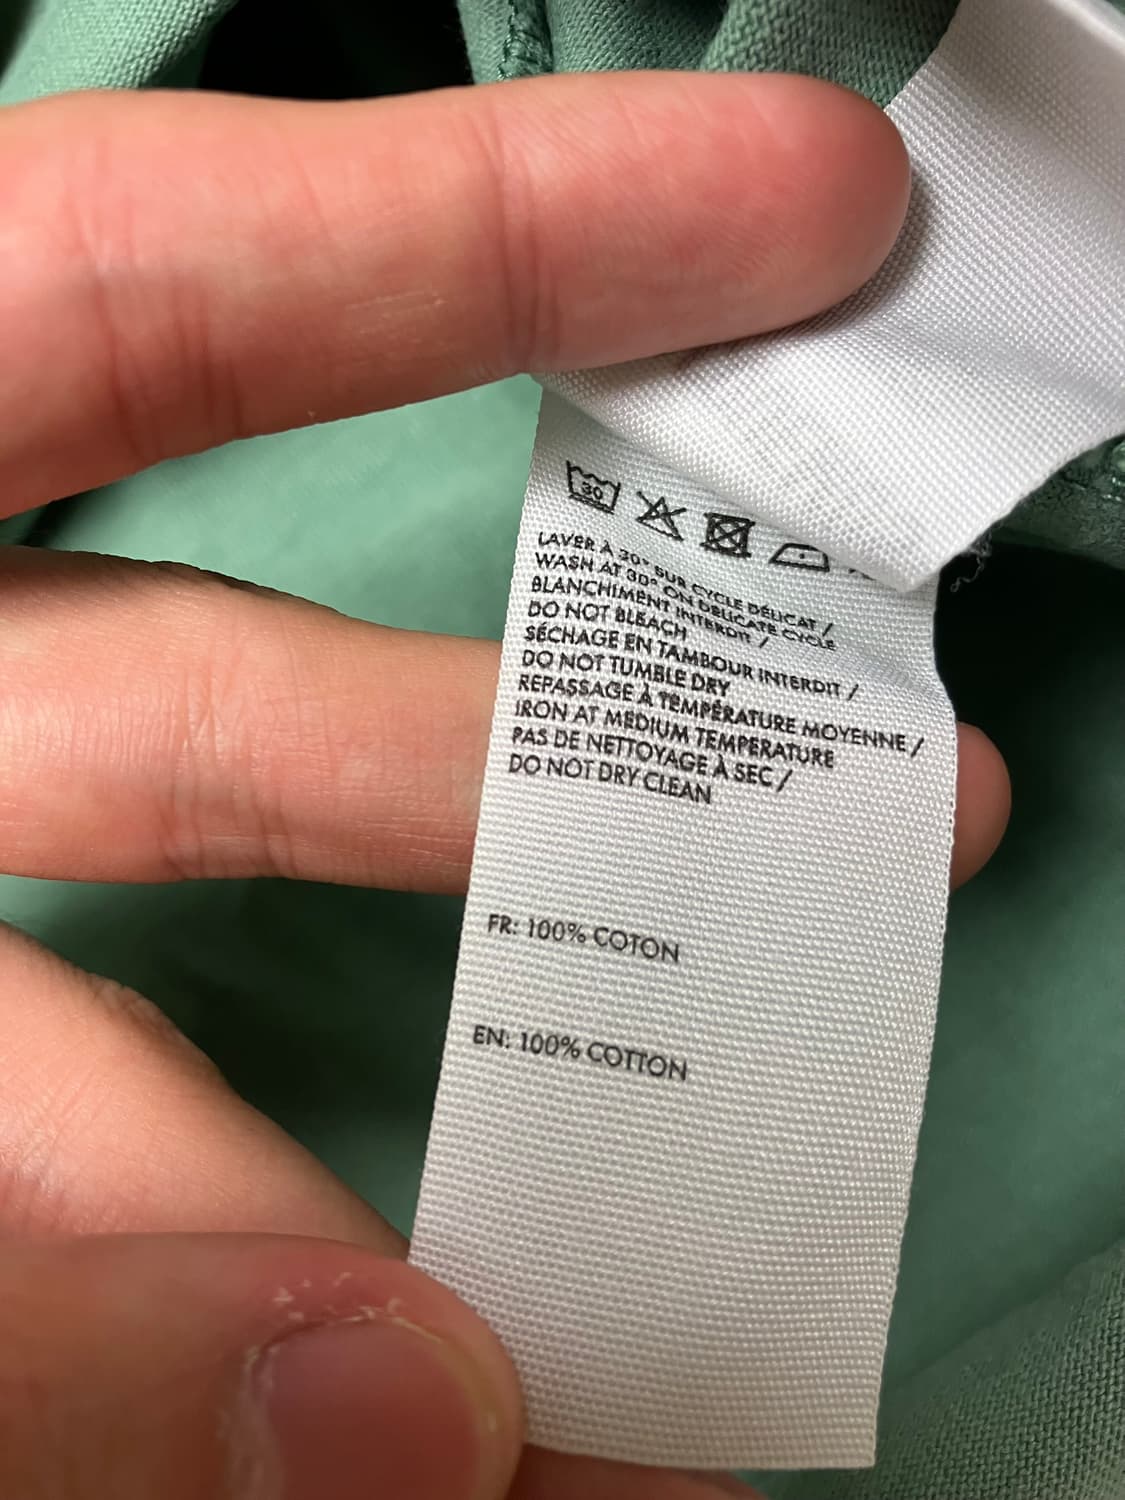 30
LAVER À 30° SUR CYCLE DÉLICAT /
WASH AT 30° ON DELICATE CYCLE
BLANCHIMENT INTERDIT /
DO NOT BLEACH
SÉCHAGE EN TAMBOUR INTERDIT /
DO NOT TUMBLE DRY
REPASSAGE À TEMPÉRATURE MOYENNE /
IRON AT MEDIUM TEMPERATURE
PAS DE NETTOYAGE À SEC /
DO NOT DRY CLEAN
FR: 100% COTON
EN: 100% COTTON